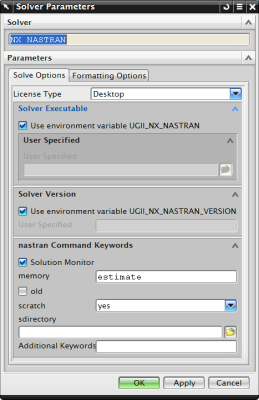 Solver Parameters
Solver
NX NASTRAN
Parameters
Solve Options Formatting Options
License Type Desktop
Solver Executable
Use environment variable UGII_NX_NASTRAN
User Specified
User Specified
Solver Version
Use environment variable UGII_NX_NASTRAN_VERSION
User Specified
nastran Command Keywords
Solution Monitor
memory estimate
old
scratch yes
sdirectory
Additional Keywords
OK Apply Cancel